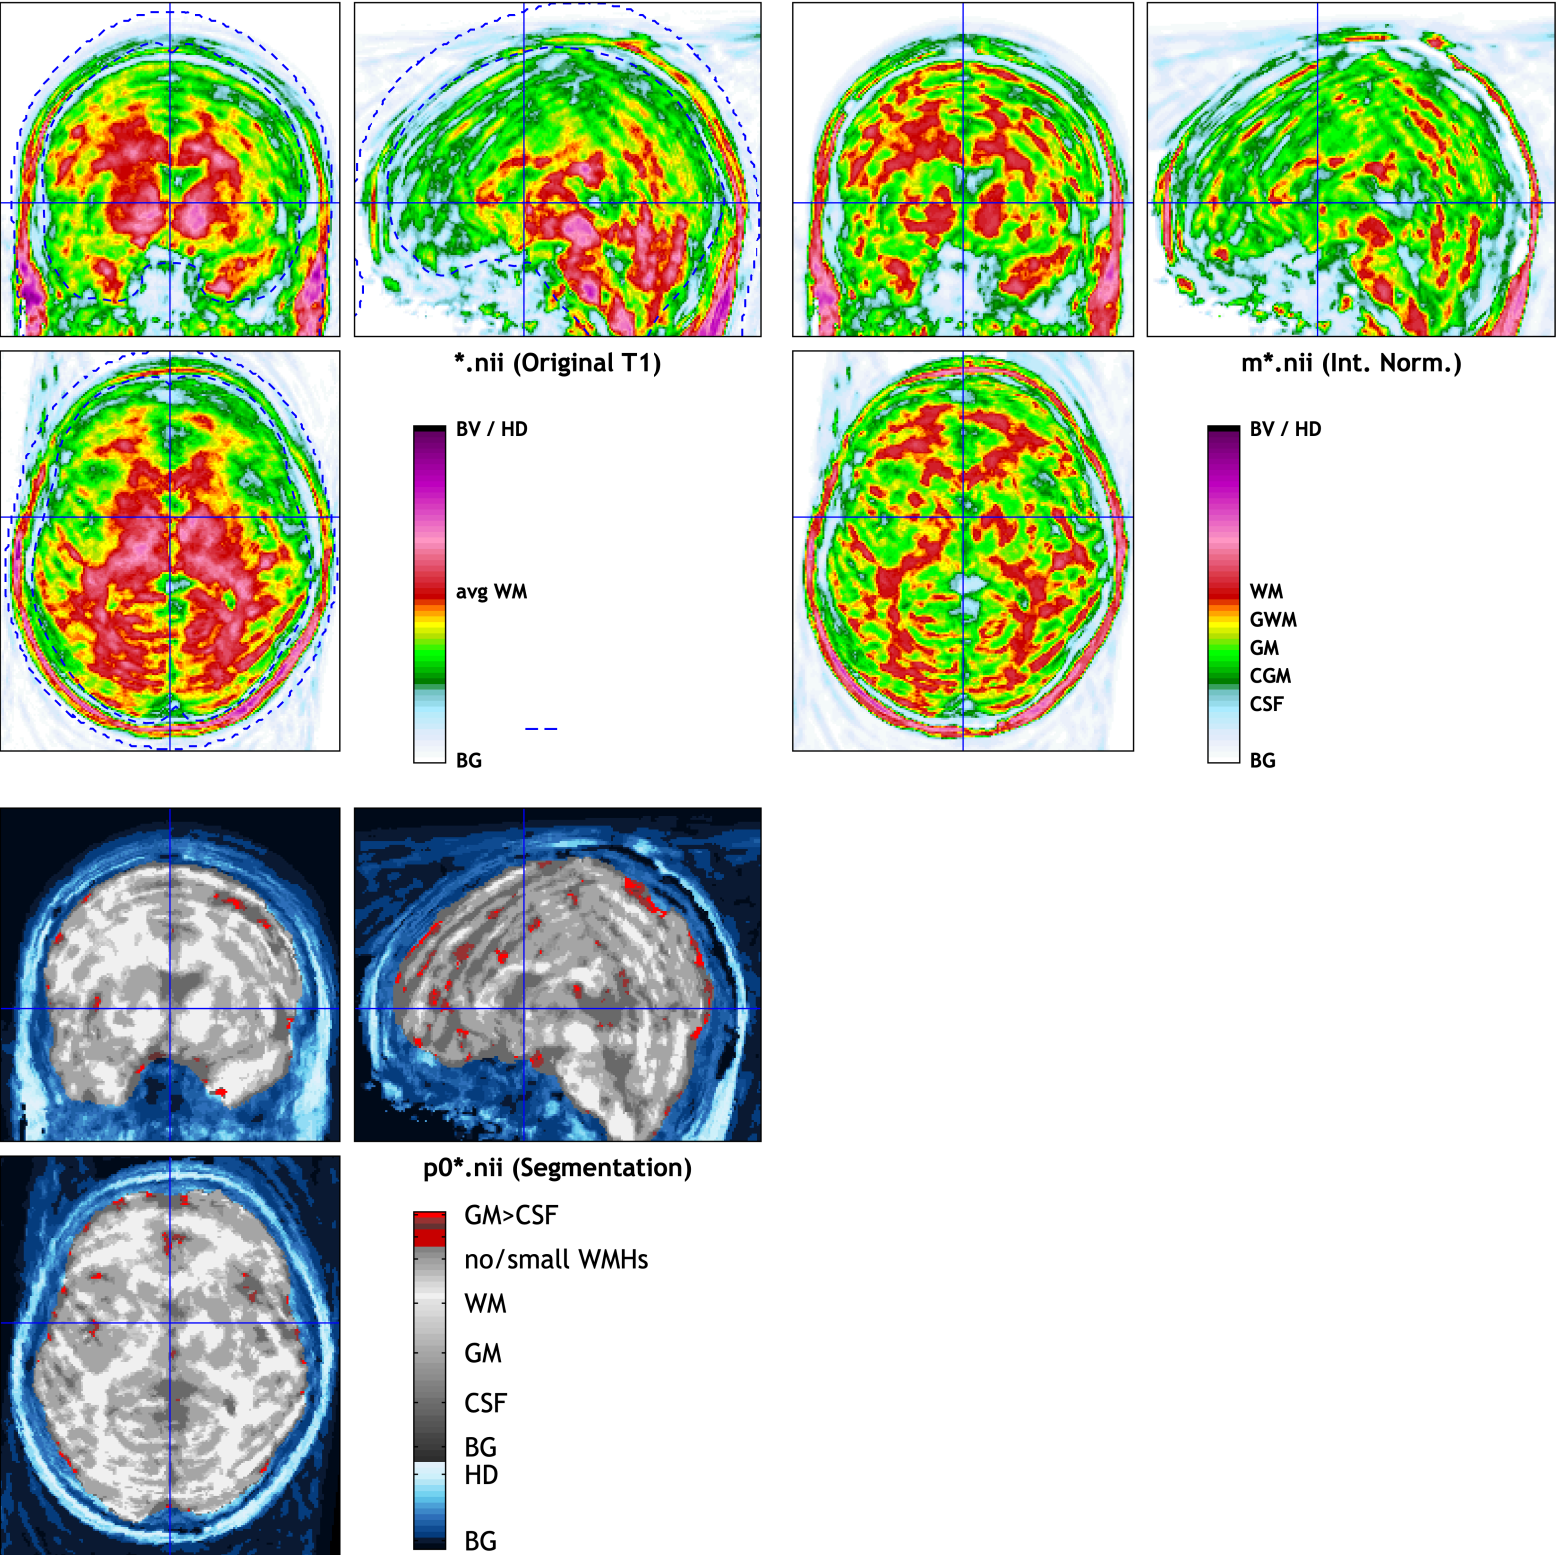 *.nii (Original T1)
BV / HD
avg WM
BG
m*.nii (Int. Norm.)
BV / HD
WM
GWM
GM
CGM
CSF
BG
p0*.nii (Segmentation)
GM>CSF
no/small WMHs
WM
GM
CSF
BG
HD
BG